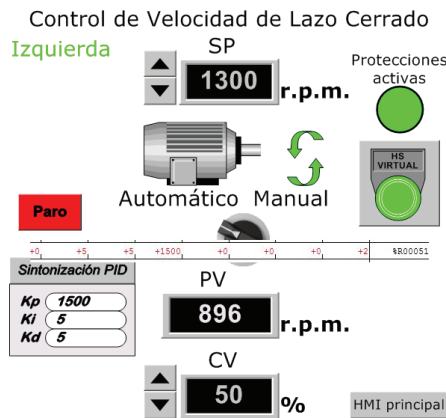 Control de Velocidad de Lazo Cerrado
Izquierda
SP
1300 r.p.m.
Protecciones
activas
HS
VIRTUAL
Automático Manual
Paro
+0 +5 +5 +1500 +0 +0 +0 +2 %R00051
Sintonización PID
Kp 1500
Ki 5
Kd 5
PV
896 r.p.m.
CV
50 %
HMI principal